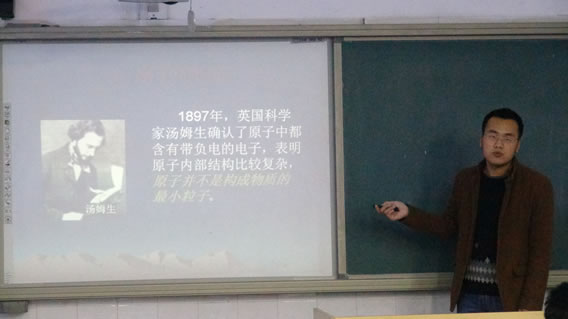 1897年，英国科学
家汤姆生确认了原子中都
含有带负电的电子，表明
原子内部结构比较复杂，
原子并不是构成物质的
最小粒子。
汤姆生